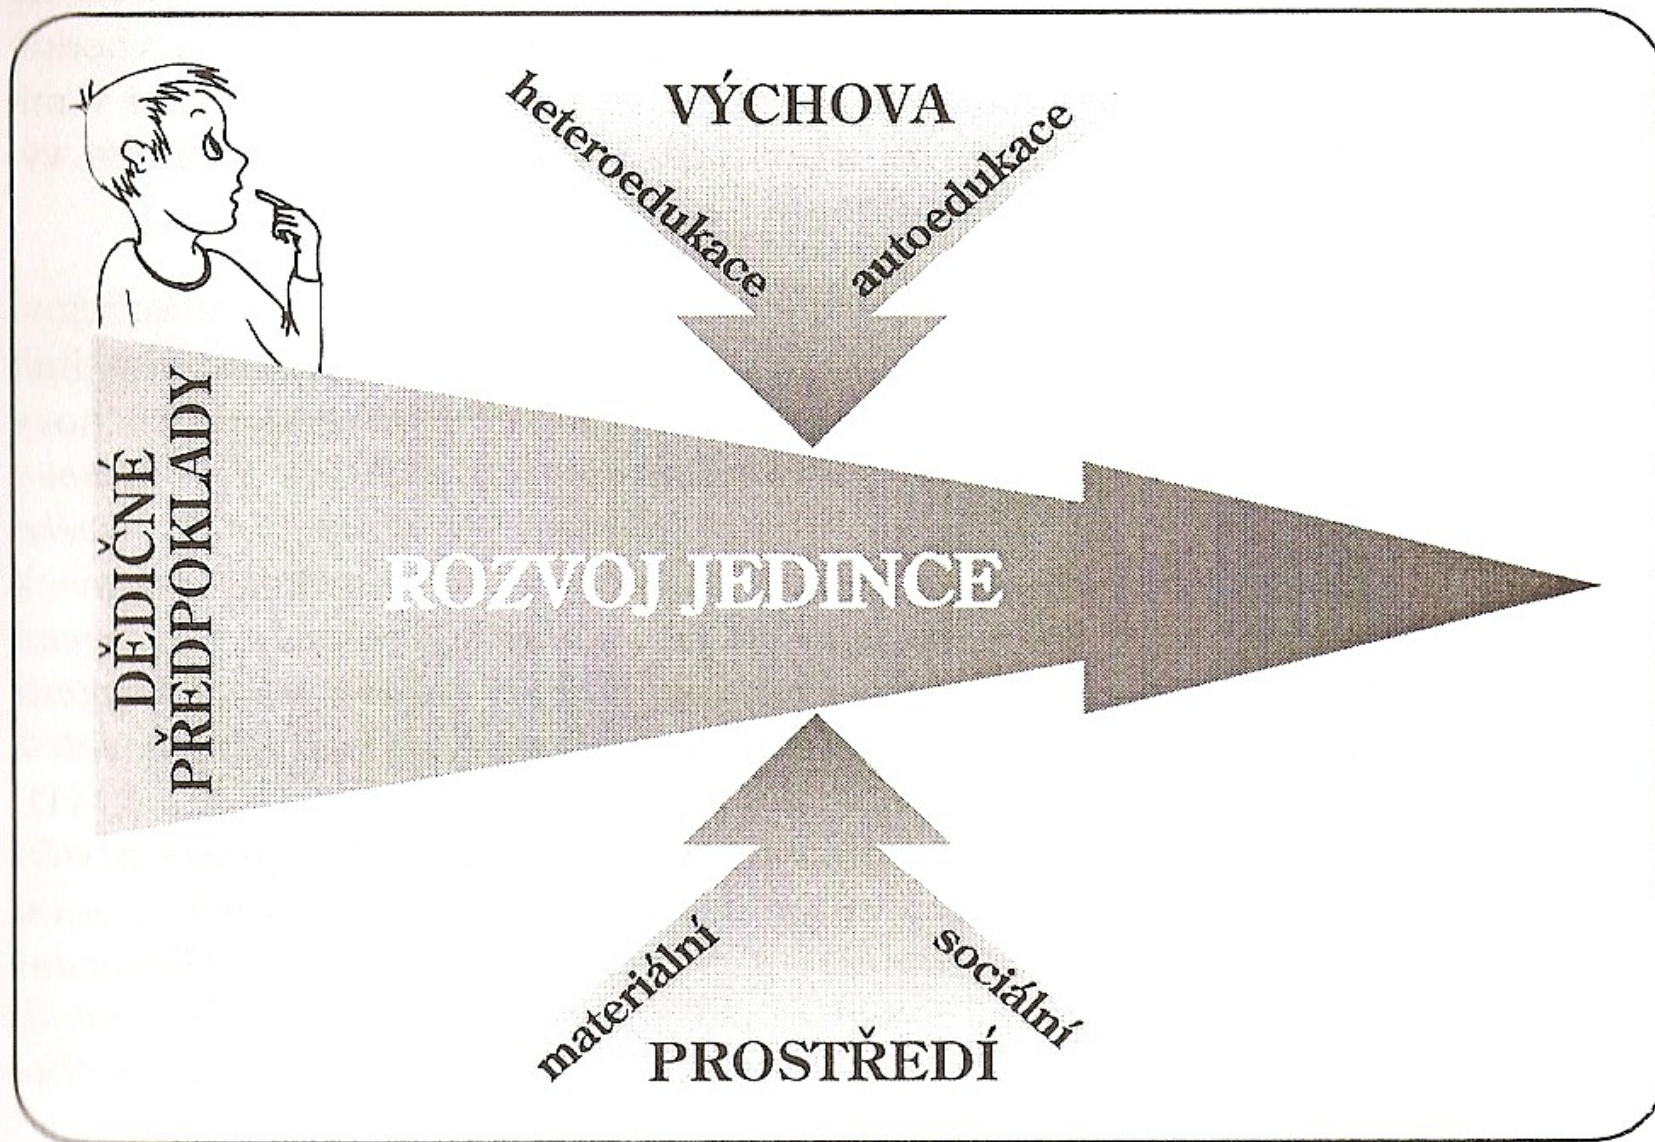 VÝCHOVA
heteroedukace
autoedukace
DĚDIČNÉ
PŘEDPOKLADY
ROZVOJ JEDINCE
materiální
sociální
PROSTŘEDÍ